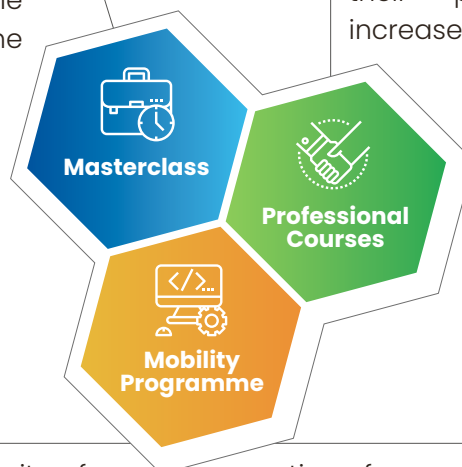 increase
Masterclass
Professional
Courses
Mobility
Programme